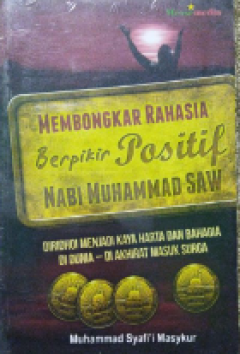 MEMBONGKAR RAHASIA
Berpikir Positif
NABI MUHAMMAD SAW
DIRIDHOI MENJADI KAYA HARTA DAN BAHAGIA
DI DUNIA – DI AKHIRAT MASUK SURGA
Muhammad Syafi'i Masykur